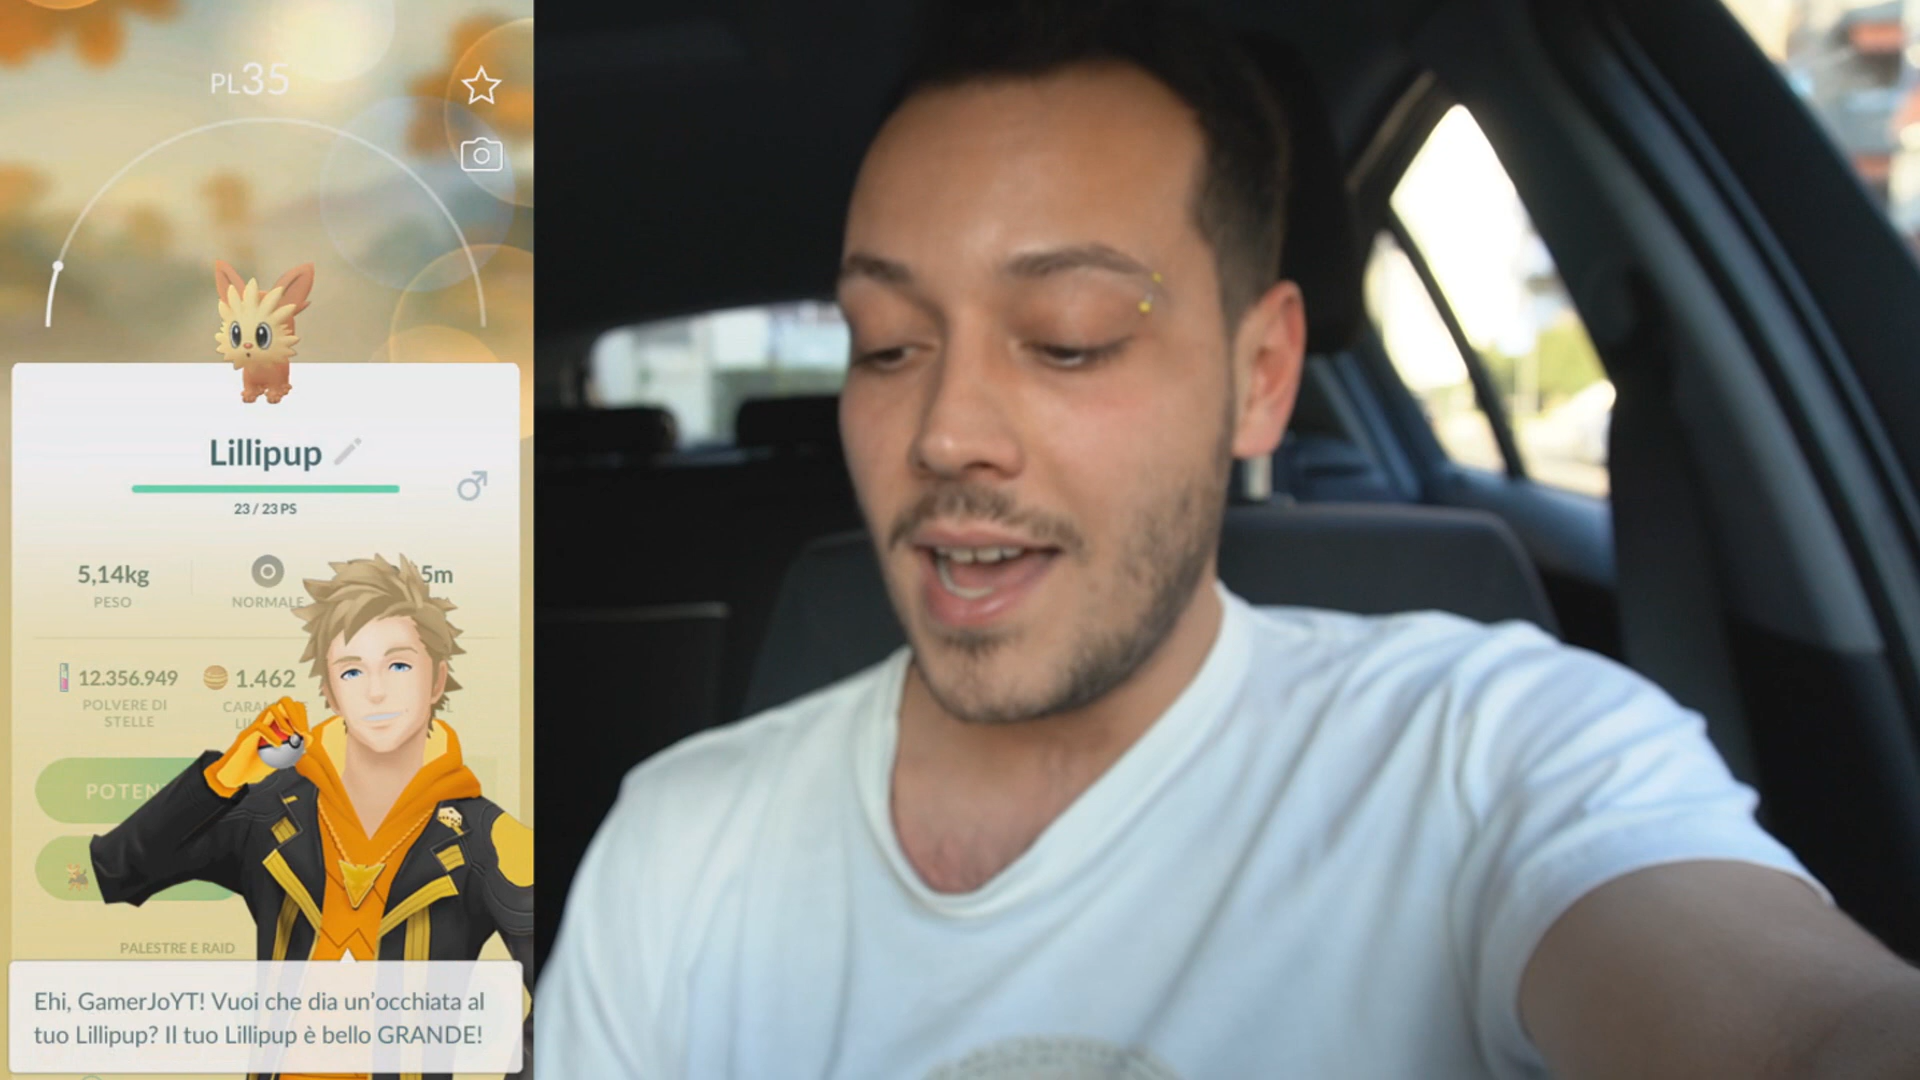 PL35
Lillipup
23 / 23 PS
5,14kg
5m
PESO
NORMALE
12.356.949
1.462
POLVERE DI
STELLE
PALESTRE E RAID
Ehi, GamerJoYT! Vuoi che dia un'occhiata al
tuo Lillipup? Il tuo Lillipup è bello GRANDE!